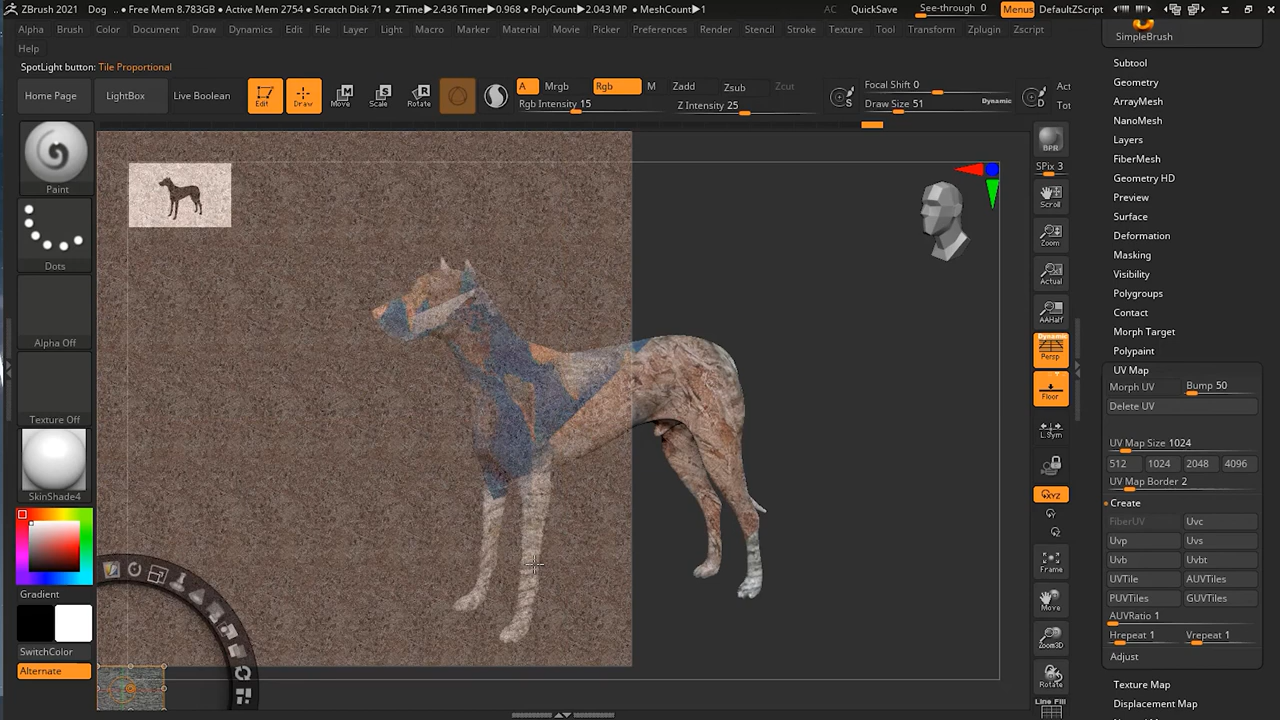 ZBrush 2021 Dog .. • Free Mem 8.783GB • Active Mem 2754 • Scratch Disk 71 • ZTime▶2.436 Timer▶0.968 • PolyCount▶2.043 MP • MeshCount▶1 AC QuickSave See-through 0 Menus DefaultZScript
Alpha Brush Color Document Draw Dynamics Edit File Layer Light Macro Marker Material Movie Picker Preferences Render Stencil Stroke Texture Tool Transform Zplugin Zscript
Help
SpotLight button: Tile Proportional
Home Page LightBox Live Boolean Edit Draw Move Scale Rotate
A Mrgb Rgb M Zadd Zsub Zcut
Rgb Intensity 15 Z Intensity 25
S Focal Shift 0
Draw Size 51 Dynamic D
Act
Tot
Paint
Dots
Alpha Off
Texture Off
SkinShade4
Gradient
SwitchColor
Alternate
BPR
SPix 3
Scroll
Zoom
Actual
AAHalf
Dynamic
Persp
Floor
L.Sym
XYZ
Frame
Move
Zoom3D
Rotate
Line Fill
SimpleBrush
Subtool
Geometry
ArrayMesh
NanoMesh
Layers
FiberMesh
Geometry HD
Preview
Surface
Deformation
Masking
Visibility
Polygroups
Contact
Morph Target
Polypaint
UV Map
Morph UV Bump 50
Delete UV
UV Map Size 1024
512 1024 2048 4096
UV Map Border 2
Create
FiberUV Uvc
Uvp Uvs
Uvb Uvbt
UVTile AUVTiles
PUVTiles GUVTiles
AUVRatio 1
Hrepeat 1 Vrepeat 1
Adjust
Texture Map
Displacement Map